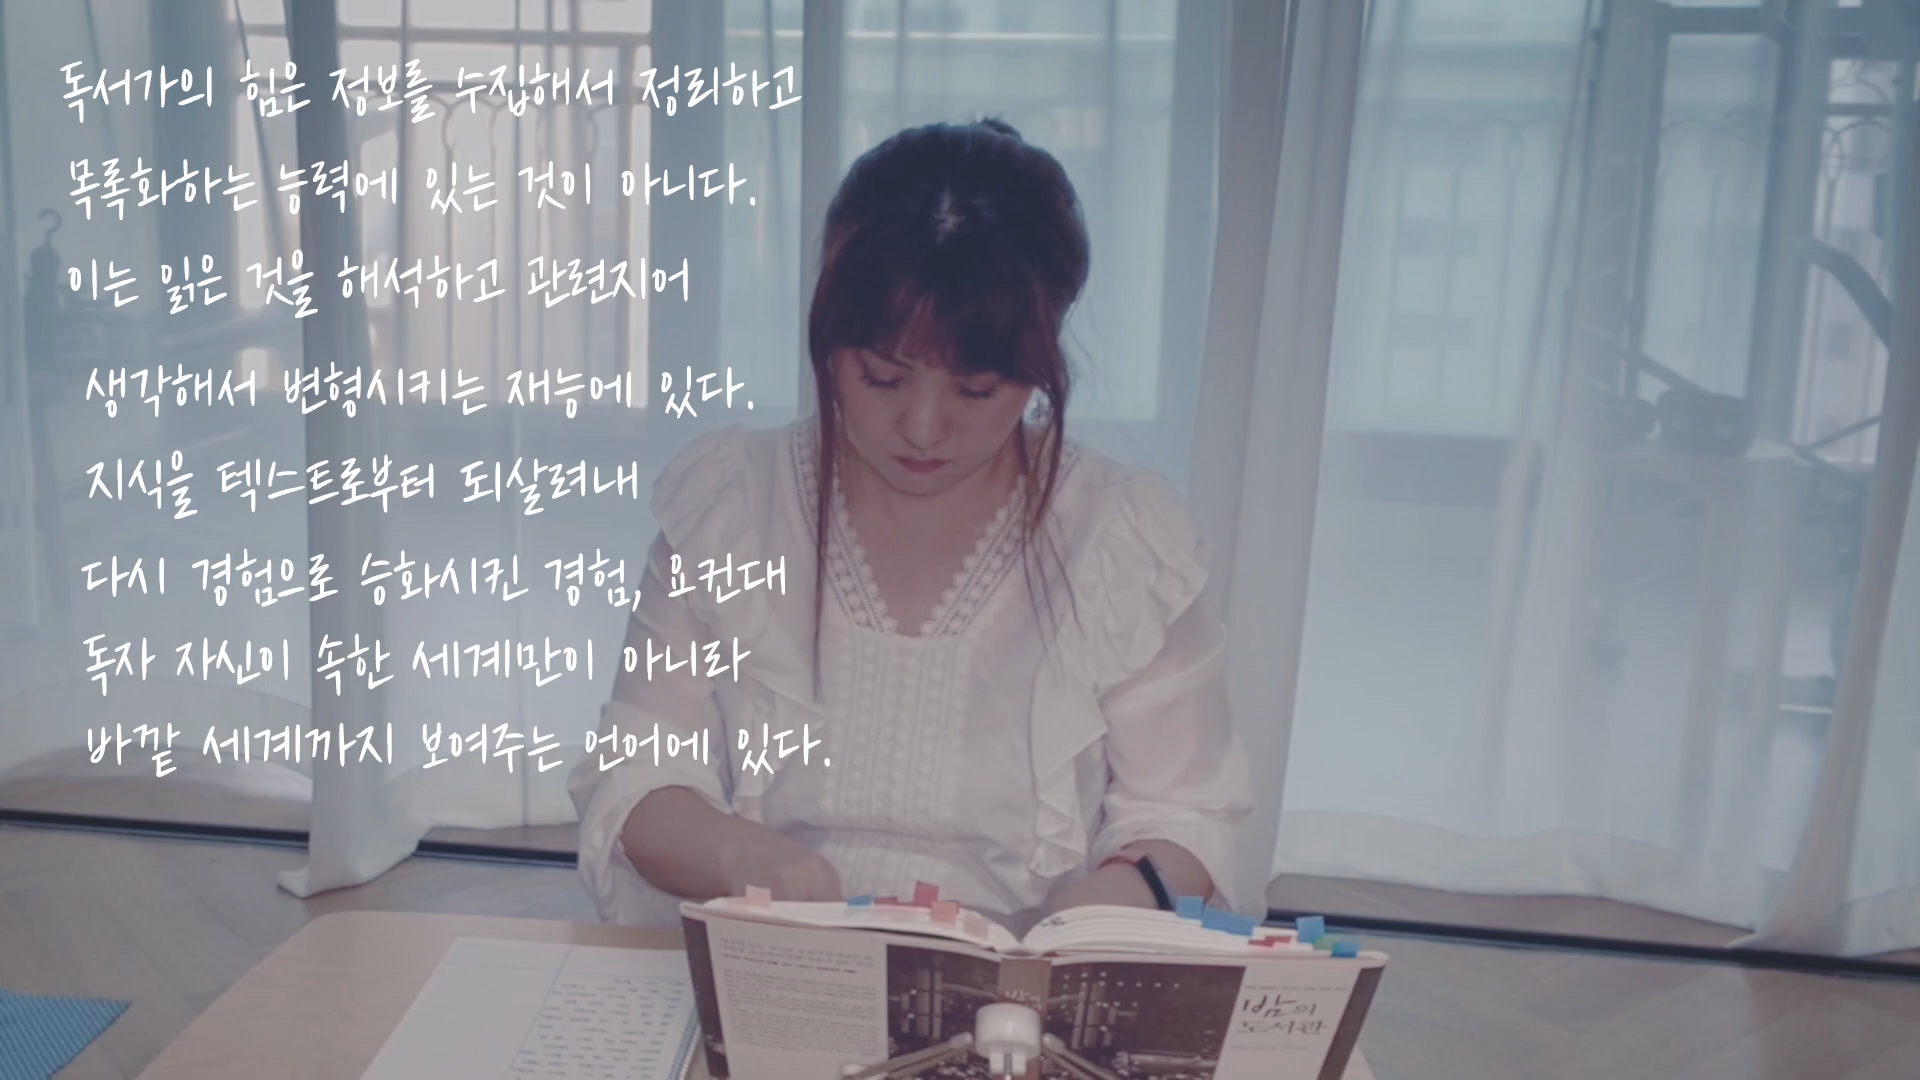 독서가의 힘은 정보를 수집해서 정리하고
목록화하는 능력에 있는 것이 아니다.
이는 읽은 것을 해석하고 관련지어
생각해서 변형시키는 재능에 있다.
지식을 텍스트로부터 되살려내
다시 경험으로 승화시킨 경험, 요컨대
독자 자신이 속한 세계만이 아니라
바깥 세계까지 보여주는 언어에 있다.
밤의
도서관